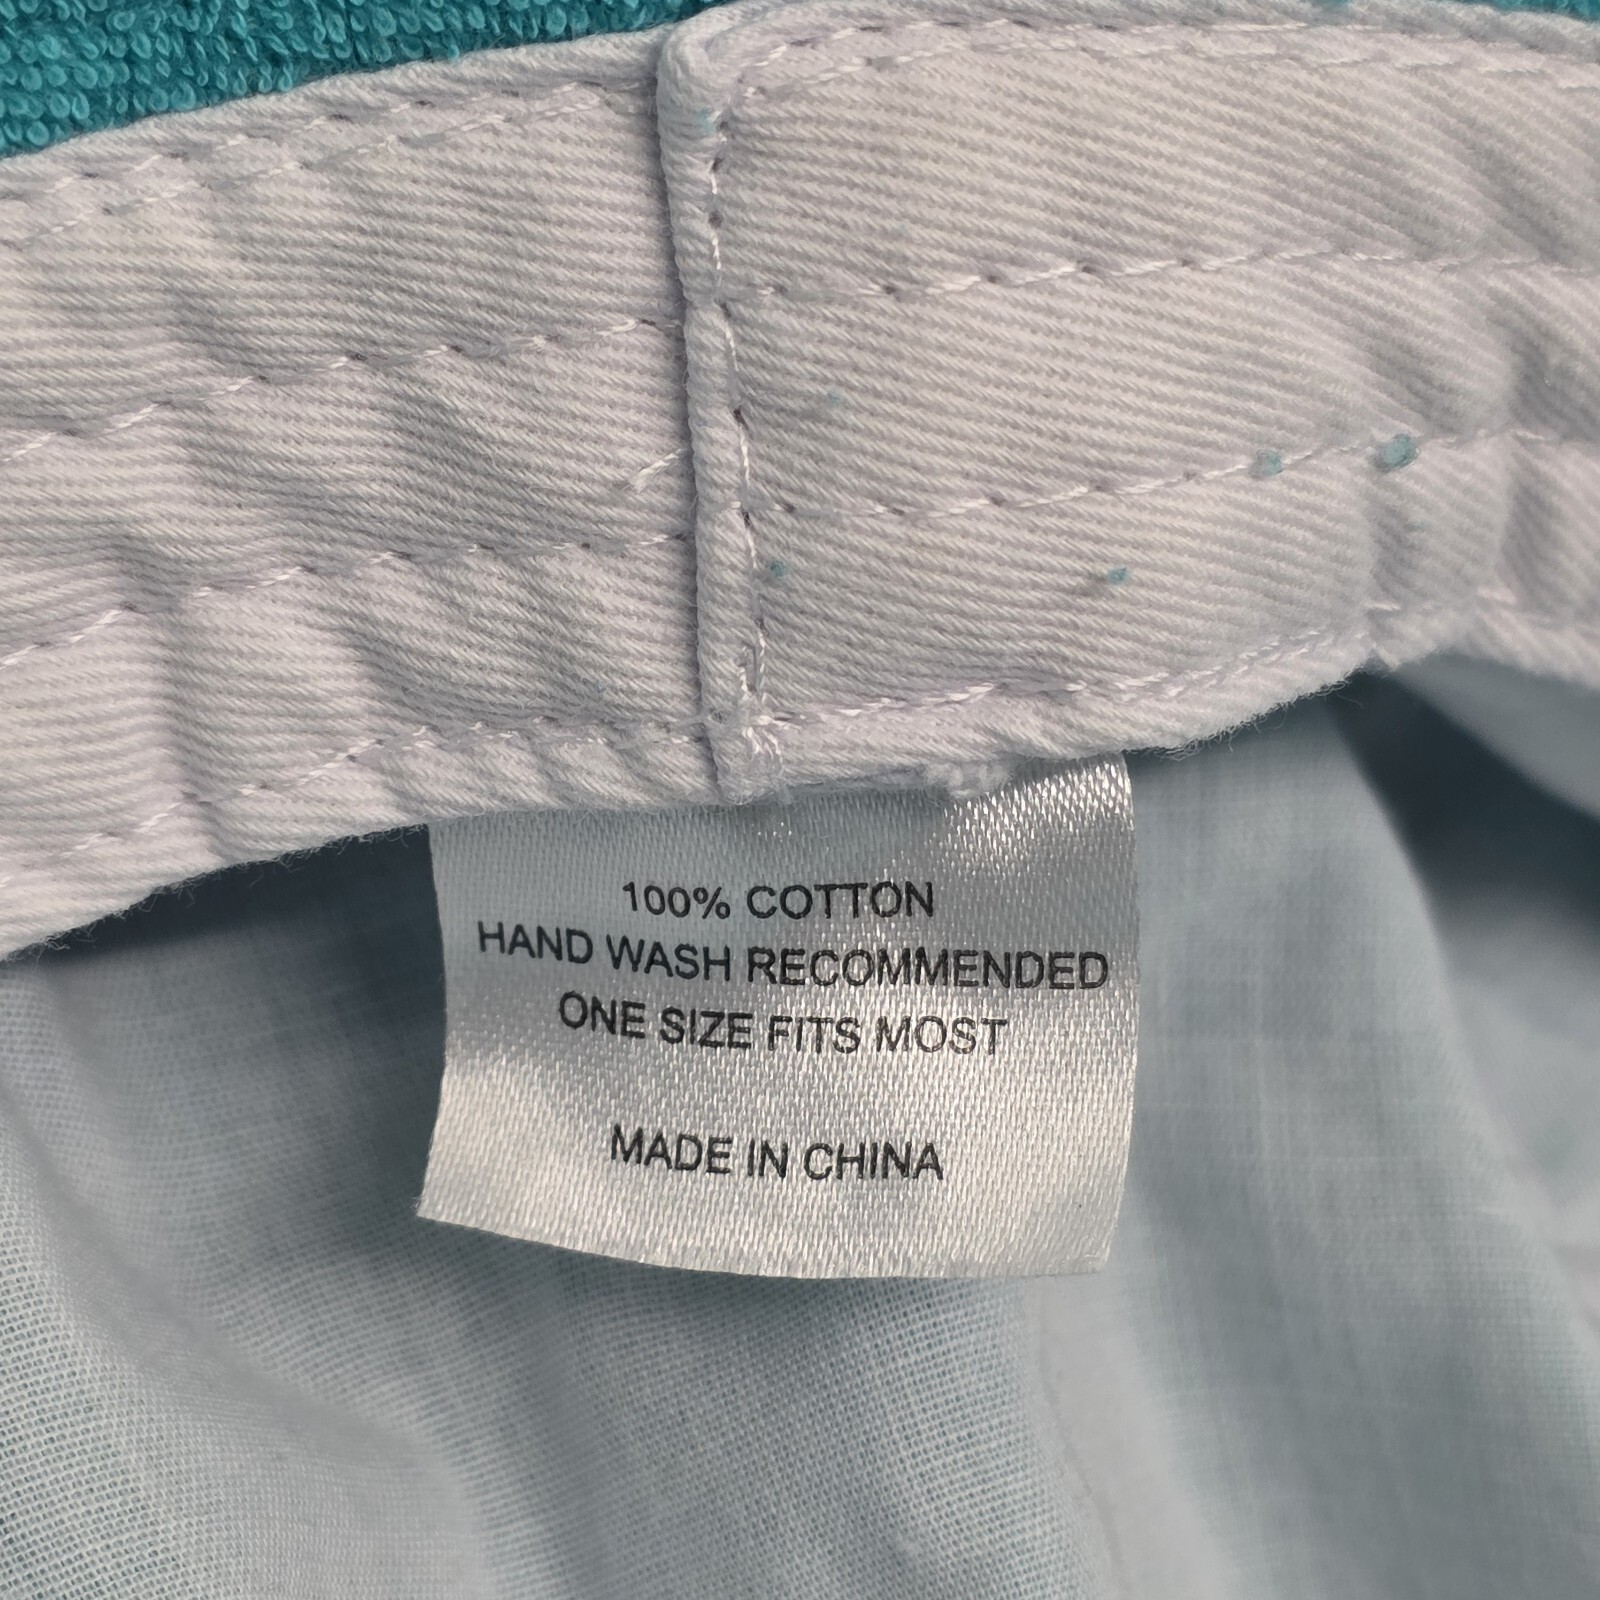 100% COTTON
HAND WASH RECOMMENDED
ONE SIZE FITS MOST
MADE IN CHINA